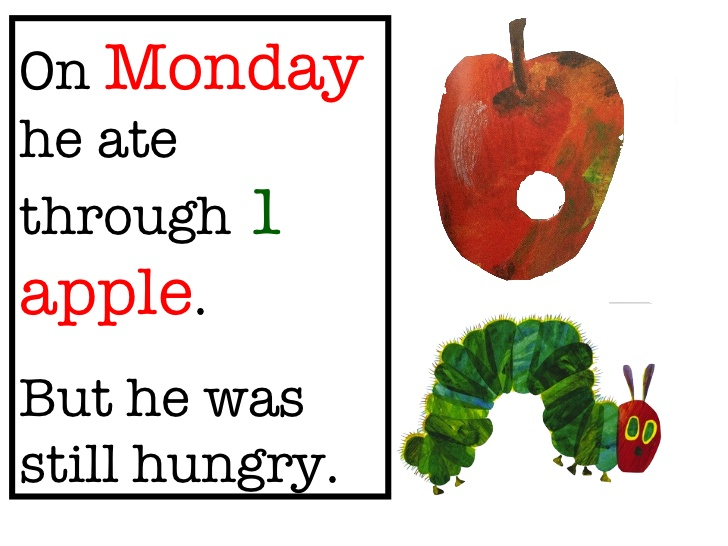 On Monday
he ate
through 1
apple.
But he was
still hungry.